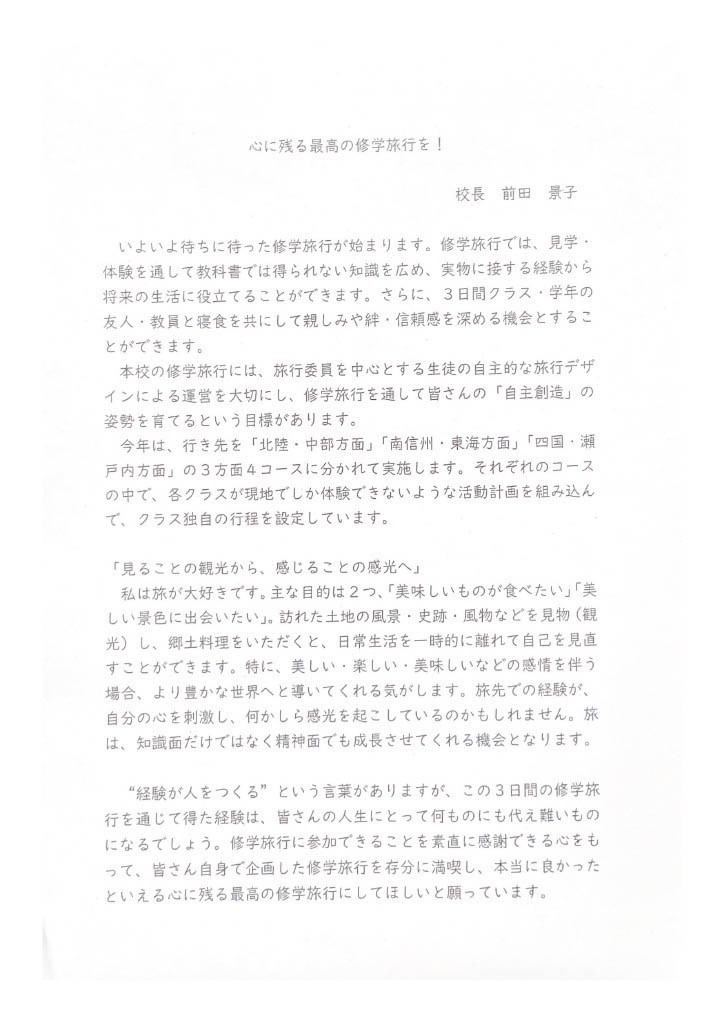 心に残る最高の修学旅行を！
校長　前田　景子
いよいよ待ちに待った修学旅行が始まります。修学旅行では、見学・
体験を通して教科書では得られない知識を広め、実物に接する経験から
将来の生活に役立てることができます。さらに、３日間クラス・学年の
友人・教員と寝食を共にして親しみや絆・信頼感を深める機会とするこ
とができます。
本校の修学旅行には、旅行委員を中心とする生徒の自主的な旅行デザ
インによる運営を大切にし、修学旅行を通して皆さんの「自主創造」の
姿勢を育てるという目標があります。
今年は、行き先を「北陸・中部方面」「南信州・東海方面」「四国・瀬
戸内方面」の３方面４コースに分かれて実施します。それぞれのコース
の中で、各クラスが現地でしか体験できないような活動計画を組み込ん
で、クラス独自の行程を設定しています。
「見ることの観光から、感じることの感光へ」
私は旅が大好きです。主な目的は２つ、「美味しいものが食べたい」「美
しい景色に出会いたい」。訪れた土地の風景・史跡・風物などを見物（観
光）し、郷土料理をいただくと、日常生活を一時的に離れて自己を見直
すことができます。特に、美しい・楽しい・美味しいなどの感情を伴う
場合、より豊かな世界へと導いてくれる気がします。旅先での経験が、
自分の心を刺激し、何かしら感光を起こしているのかもしれません。旅
は、知識面だけではなく精神面でも成長させてくれる機会となります。
“経験が人をつくる”という言葉がありますが、この３日間の修学旅
行を通じて得た経験は、皆さんの人生にとって何ものにも代え難いもの
になるでしょう。修学旅行に参加できることを素直に感謝できる心をも
って、皆さん自身で企画した修学旅行を存分に満喫し、本当に良かった
といえる心に残る最高の修学旅行にしてほしいと願っています。